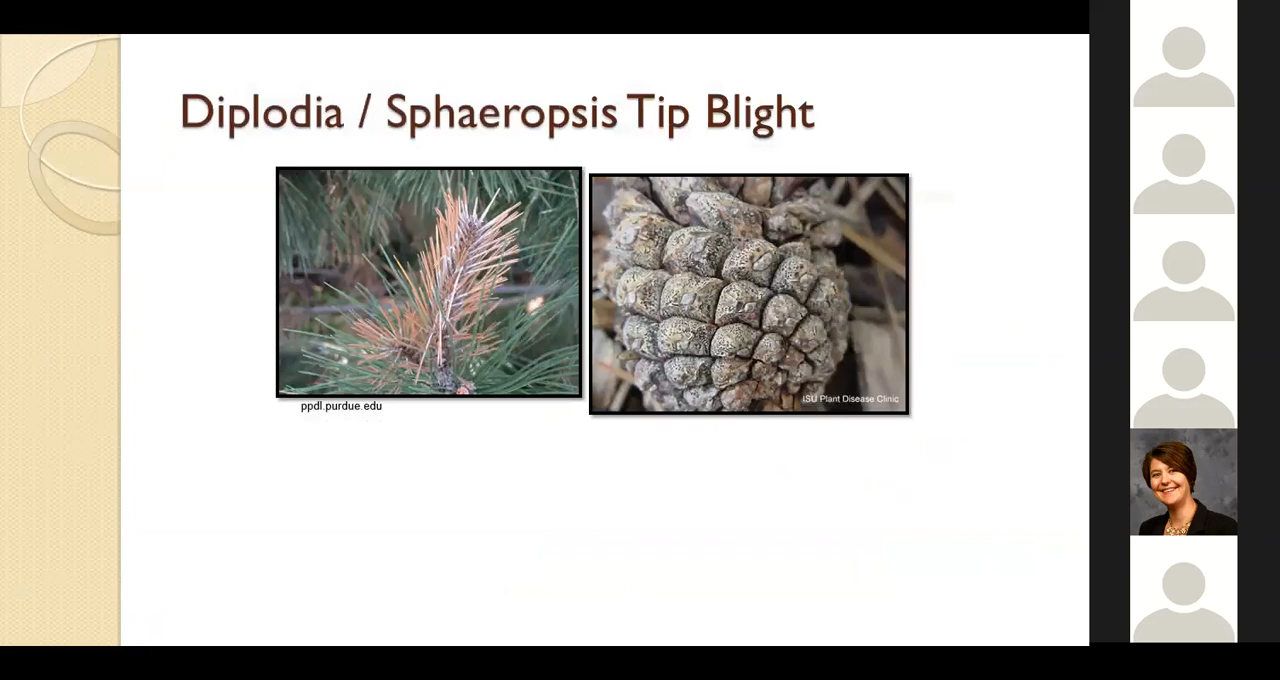 Diplodia / Sphaeropsis Tip Blight
ISU Plant Disease Clinic
ppdl.purdue.edu